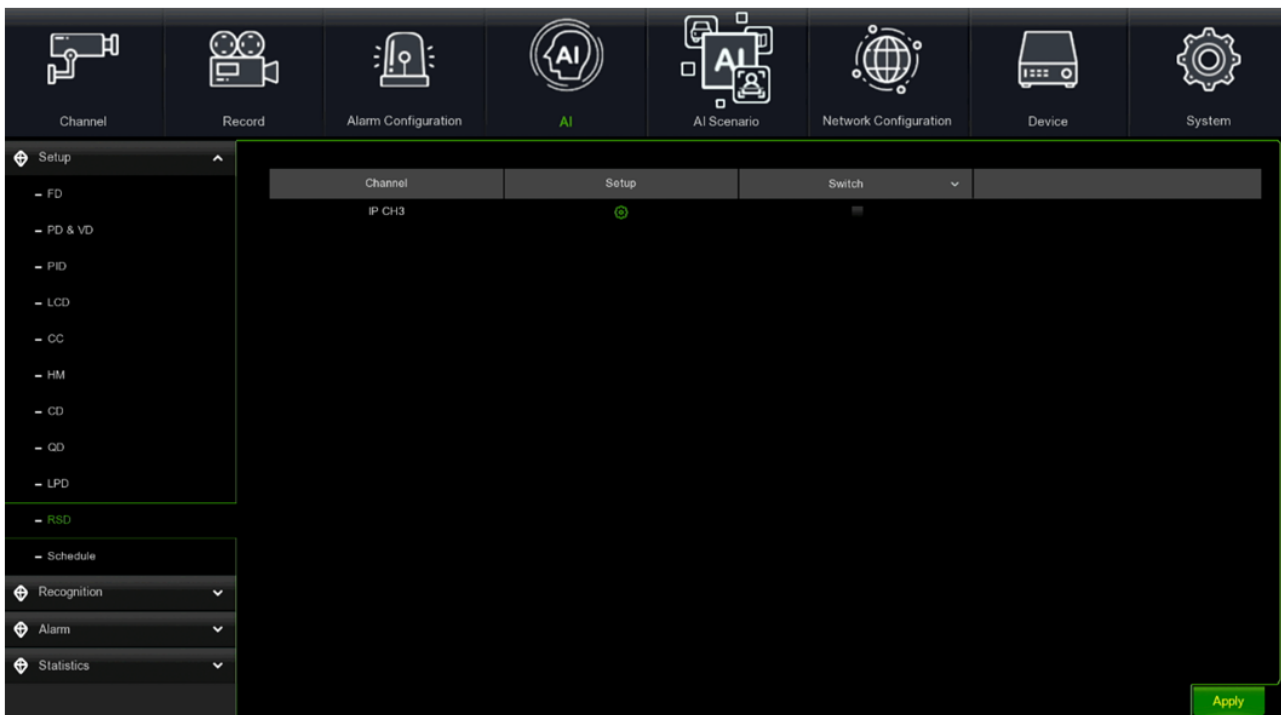 AI
AI
Channel Record Alarm Configuration AI AI Scenario Network Configuration Device System
Setup
FD
PD & VD
PID
LCD
CC
HM
CD
QD
LPD
RSD
Schedule
Recognition
Alarm
Statistics
Channel Setup Switch
IP CH3
Apply